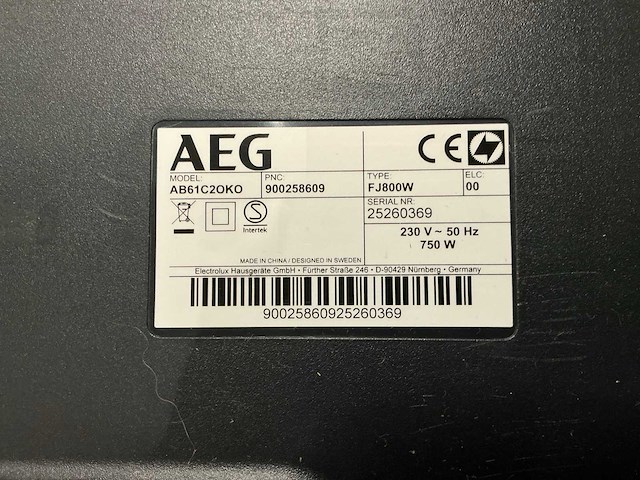 AEG
CE
MODEL:
AB61C2OKO
PNC:
900258609
TYPE:
FJ800W
ELC:
00
SERIAL NR:
25260369
S
Intertek
230 V ~ 50 Hz
750 W
MADE IN CHINA / DESIGNED IN SWEDEN
Electrolux Hausgeräte GmbH • Fürther Straße 246 • D-90429 Nürnberg • Germany
90025860925260369